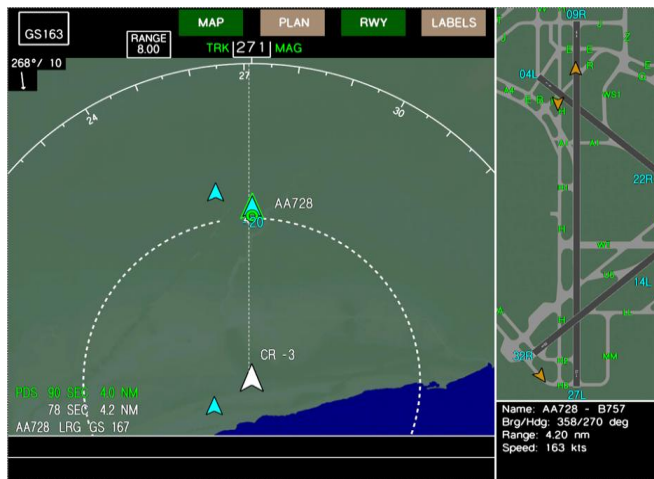 GS163
MAP
PLAN
RWY
LABELS
RANGE
8.00
TRK 271 MAG
268°/ 10
27
24
30
AA728
20
CR -3
PDS 90 SEC 4.0 NM
78 SEC 4.2 NM
AA728 LRG GS 167
09R
04L
WS1
22R
14L
MM
27L
Name: AA728 - B757
Brg/Hdg: 358/270 deg
Range: 4.20 nm
Speed: 163 kts